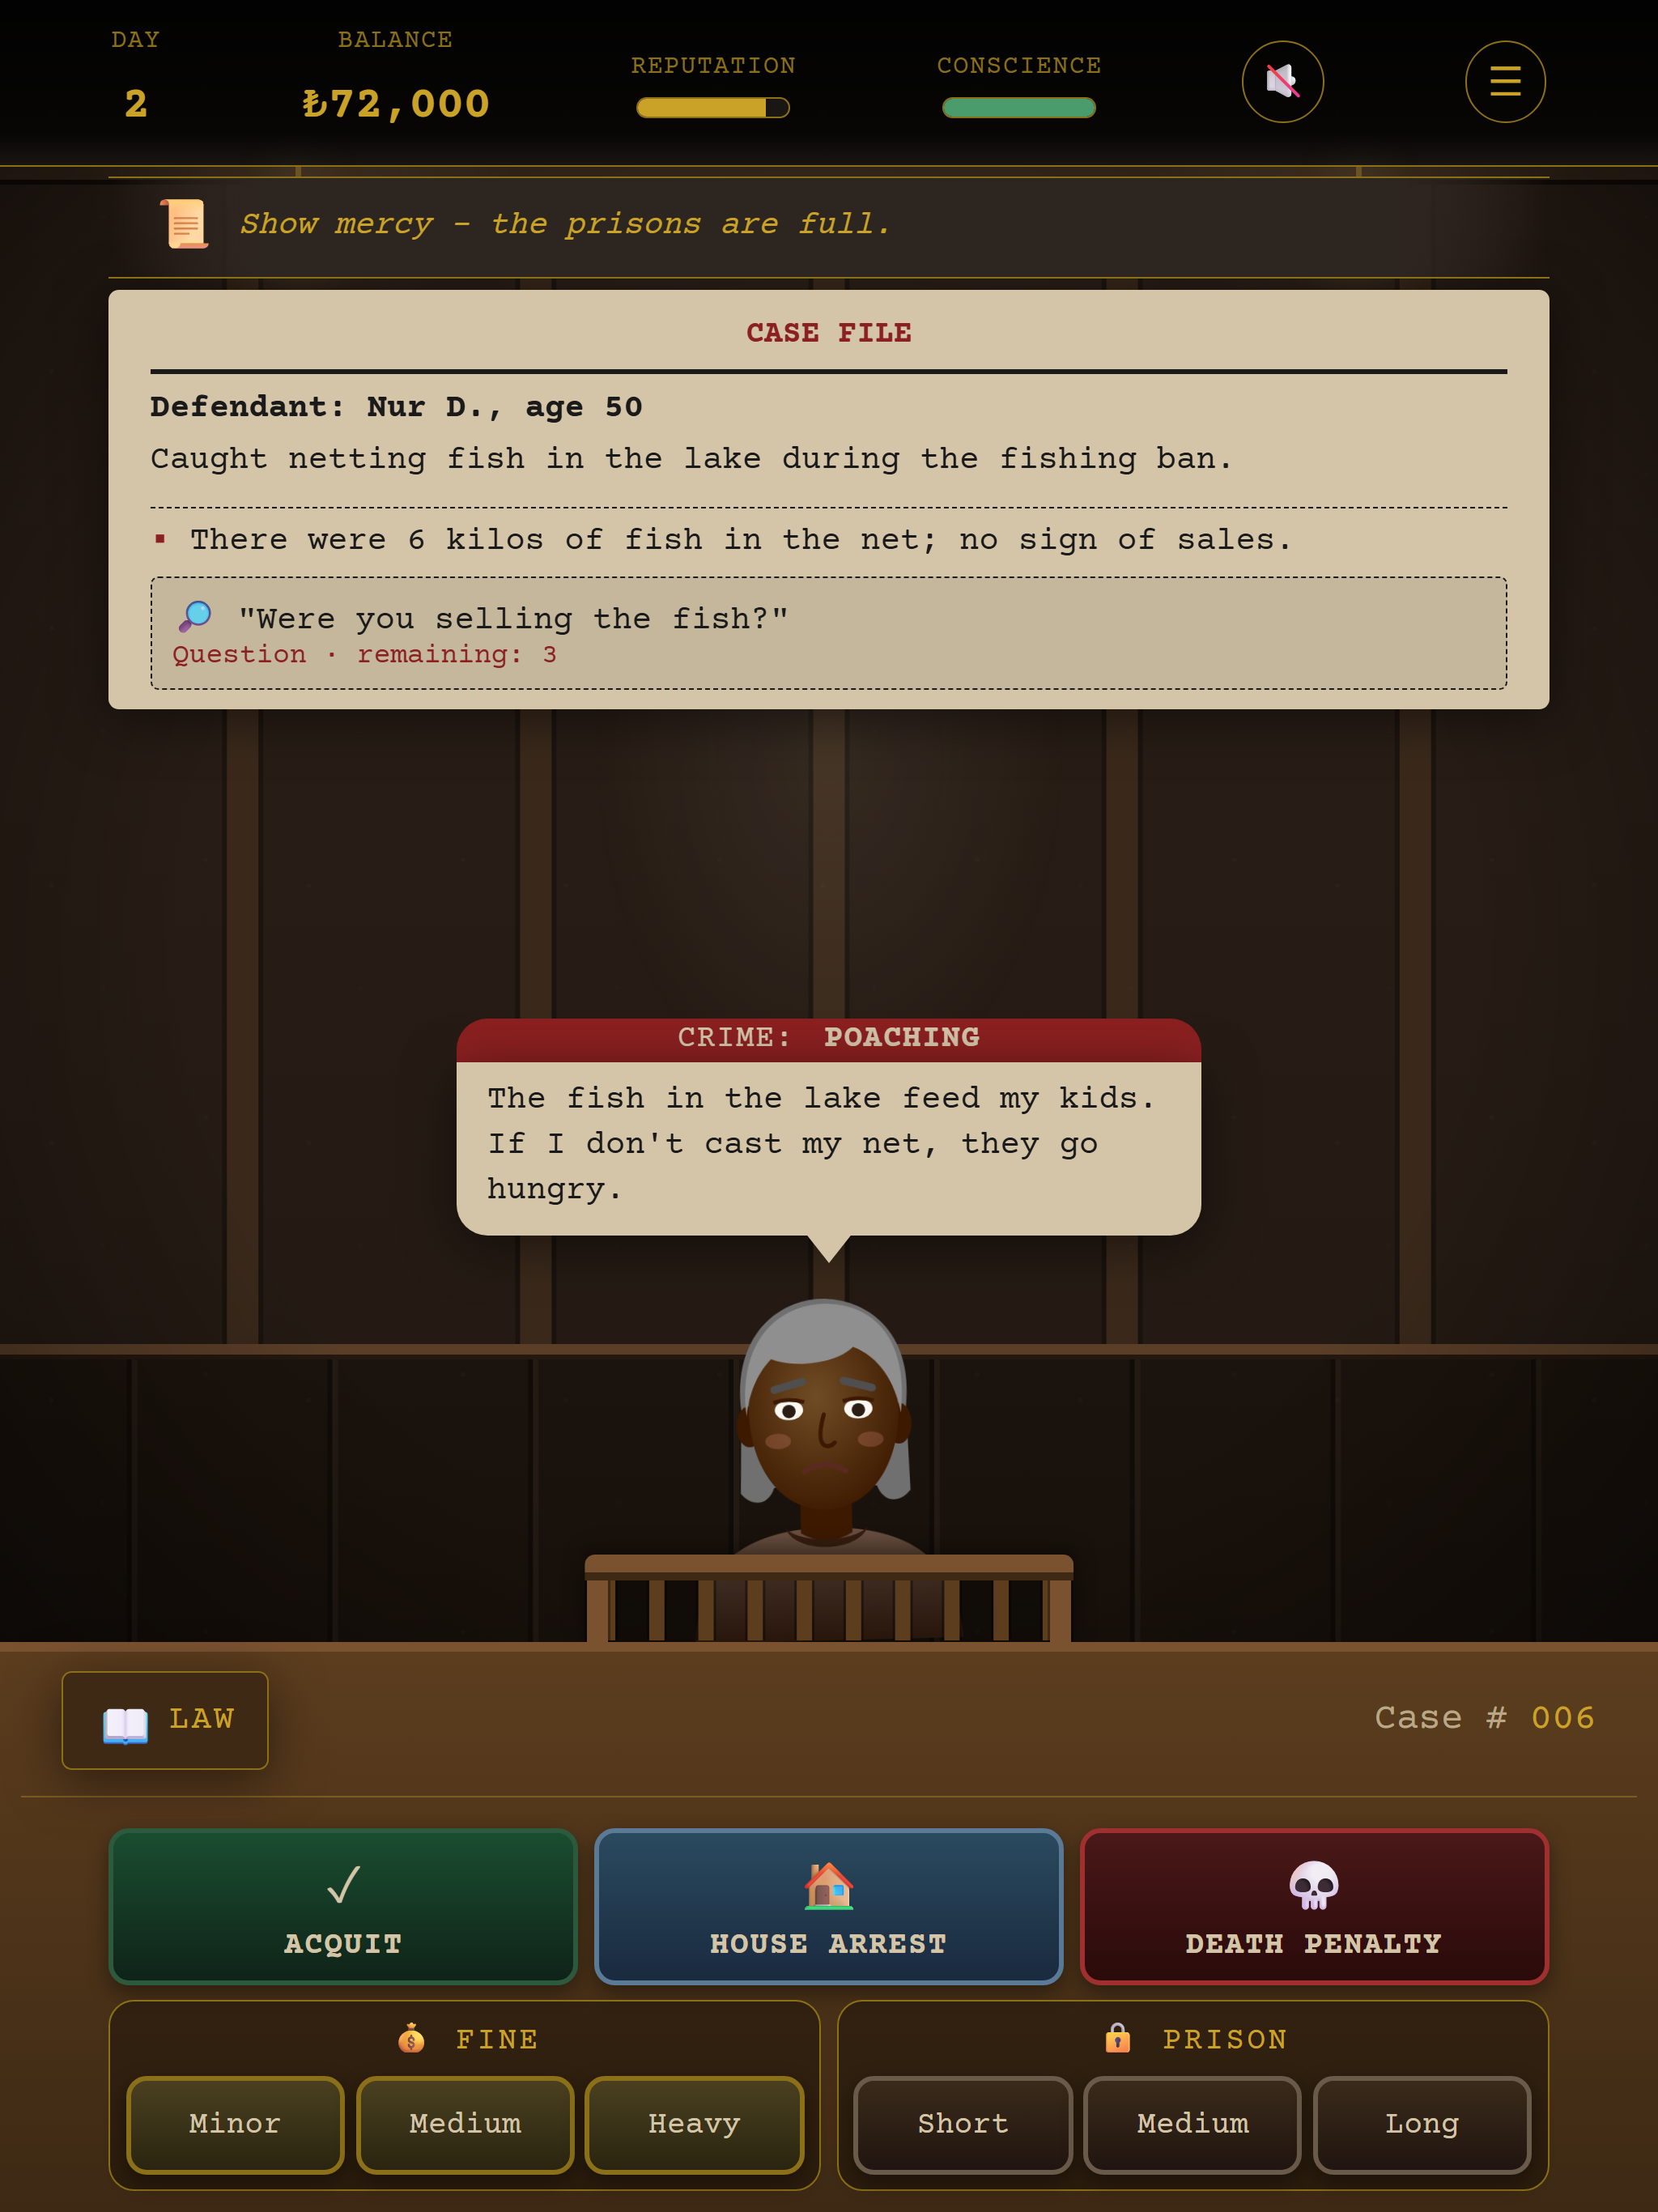 DAY
2
BALANCE
₺72,000
REPUTATION
CONSCIENCE
Show mercy – the prisons are full.
CASE FILE
Defendant: Nur D., age 50
Caught netting fish in the lake during the fishing ban.
▪ There were 6 kilos of fish in the net; no sign of sales.
"Were you selling the fish?"
Question · remaining: 3
CRIME: POACHING
The fish in the lake feed my kids.
If I don't cast my net, they go
hungry.
LAW
Case # 006
ACQUIT
HOUSE ARREST
DEATH PENALTY
FINE
Minor
Medium
Heavy
PRISON
Short
Medium
Long